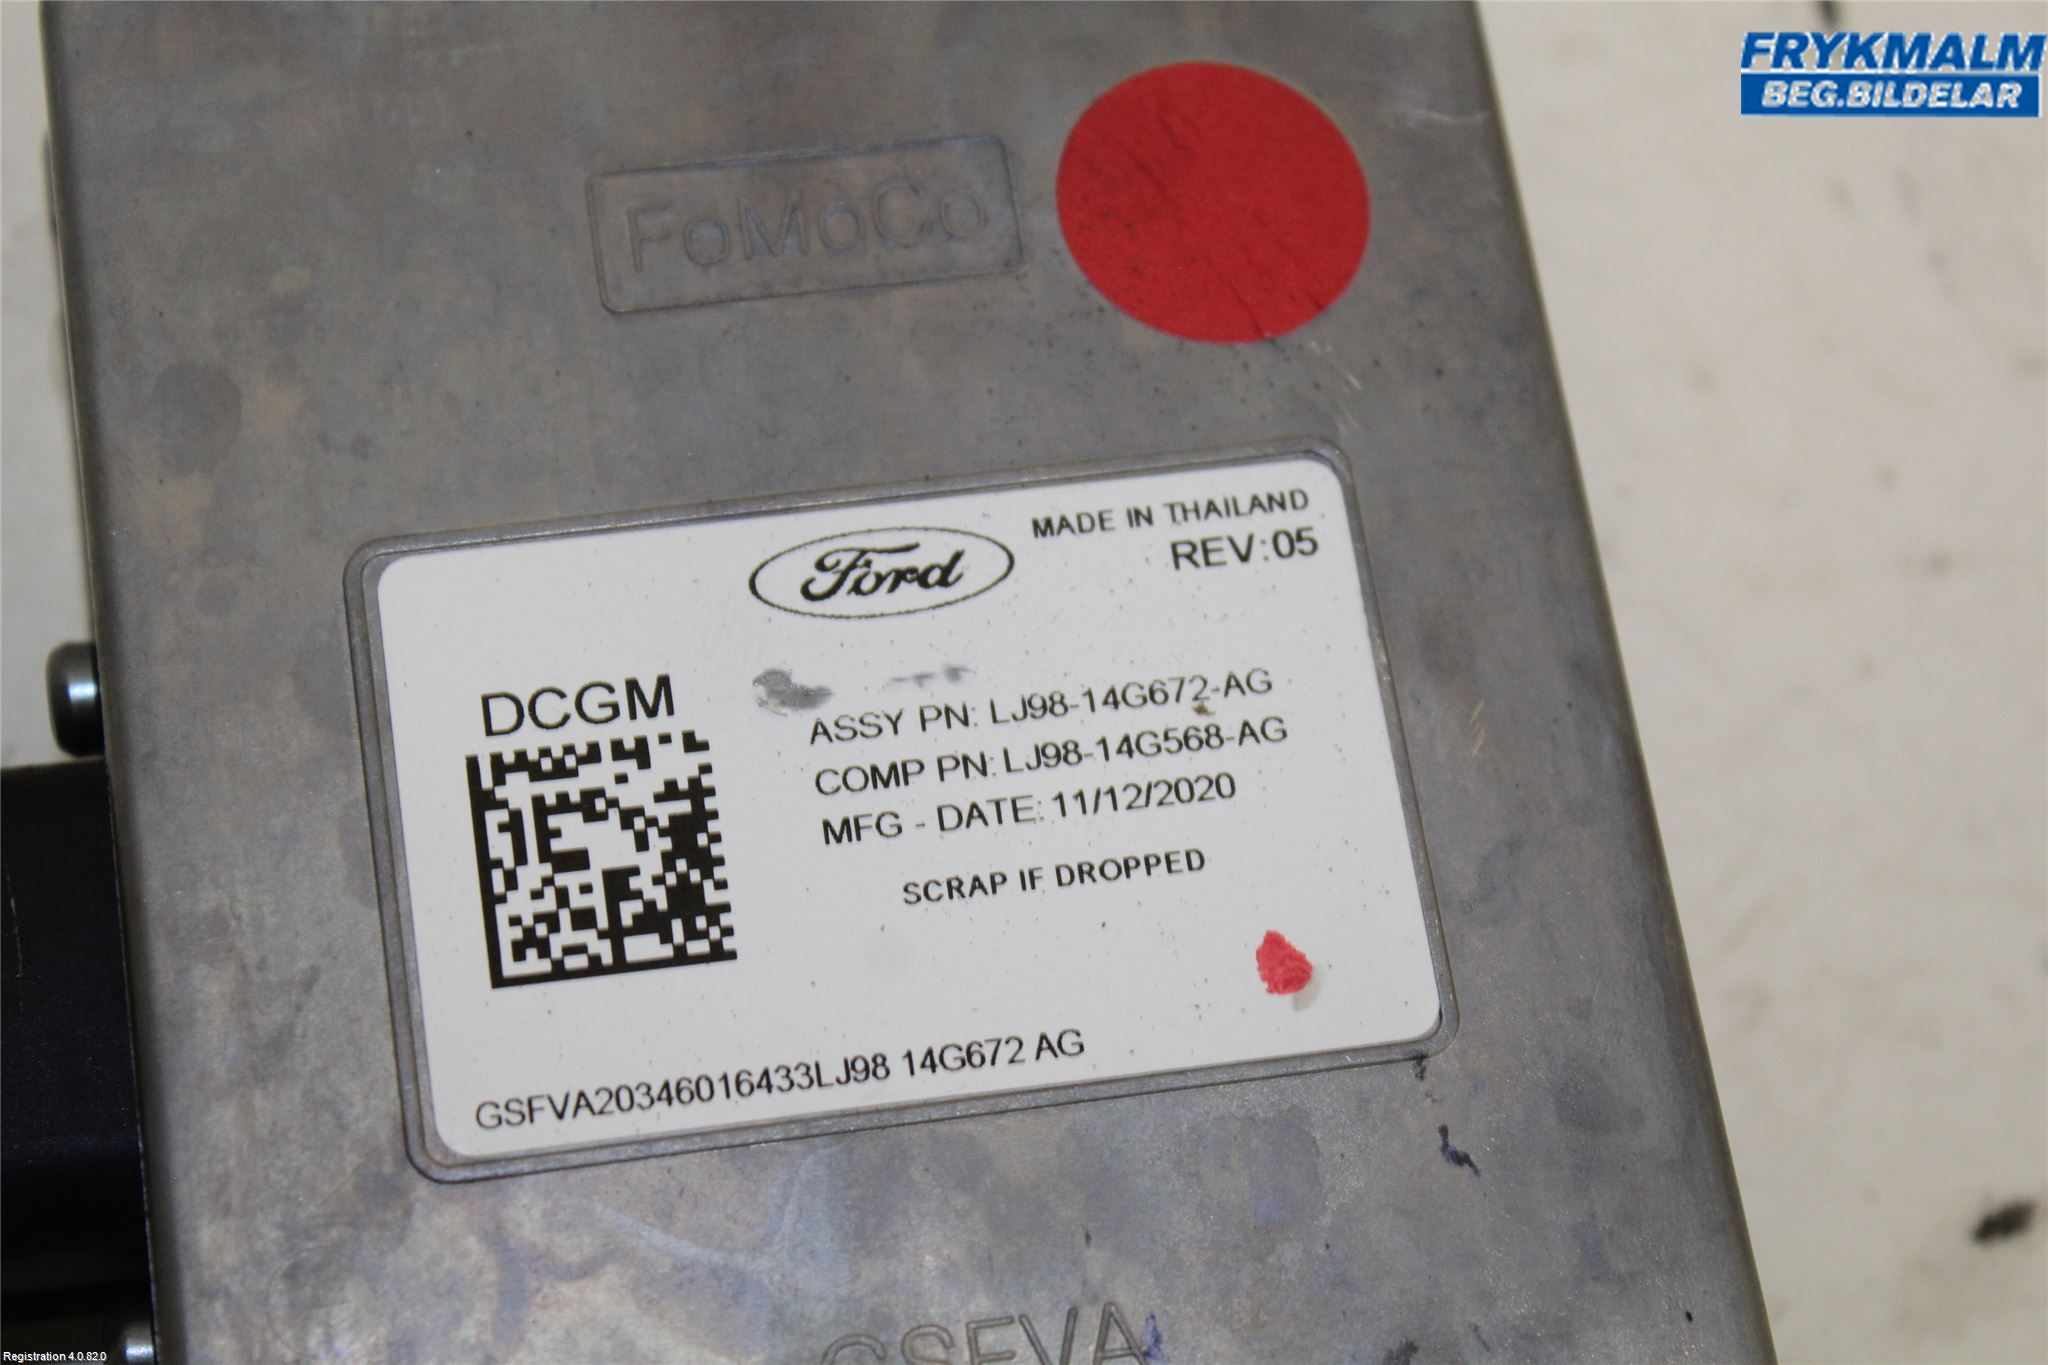 FRYKMALM
BEG.BILDELAR
FoMoCo
Ford
MADE IN THAILAND
REV:05
DCGM
ASSY PN: LJ98-14G672-AG
COMP PN: LJ98-14G568-AG
MFG - DATE: 11/12/2020
SCRAP IF DROPPED
GSFVA20346016433LJ98 14G672 AG
GSFVA
Registration 4.0.82.0